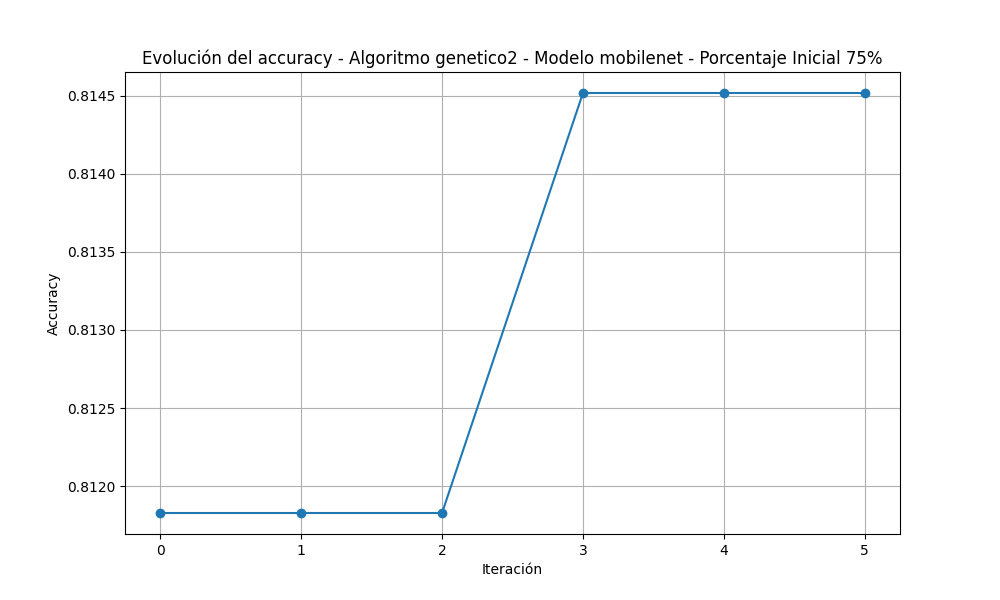 Evolución del accuracy - Algoritmo genetico2 - Modelo mobilenet - Porcentaje Inicial 75%
0.8145
0.8140
0.8135
0.8130
0.8125
0.8120
Accuracy
0 1 2 3 4 5
Iteración